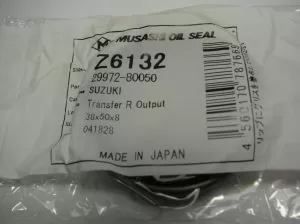 MUSASHI OIL SEAL
Z6132
29972-80050
SUZUKI
Transfer R Output
38x50x8
041828
MADE IN JAPAN